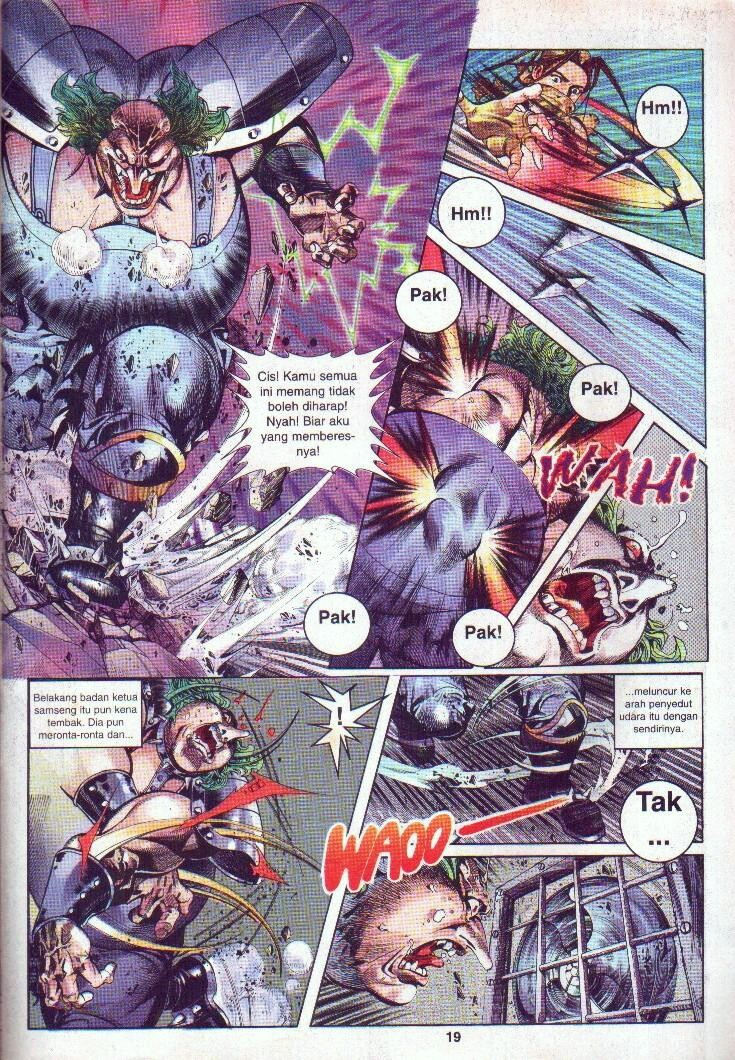 Cis! Kamu semua
ini memang tidak
boleh diharap!
Nyah! Biar aku
yang memberes-
nya!
Hm!!
Hm!!
Pak!
Pak!
Pak!
Pak!
WAH!
Belakang badan ketua
samseng itu pun kena
tembak. Dia pun
meronta-ronta dan...
!
...meluncur ke
arah penyedut
udara itu dengan
sendirinya.
Tak
...
WAOO
19